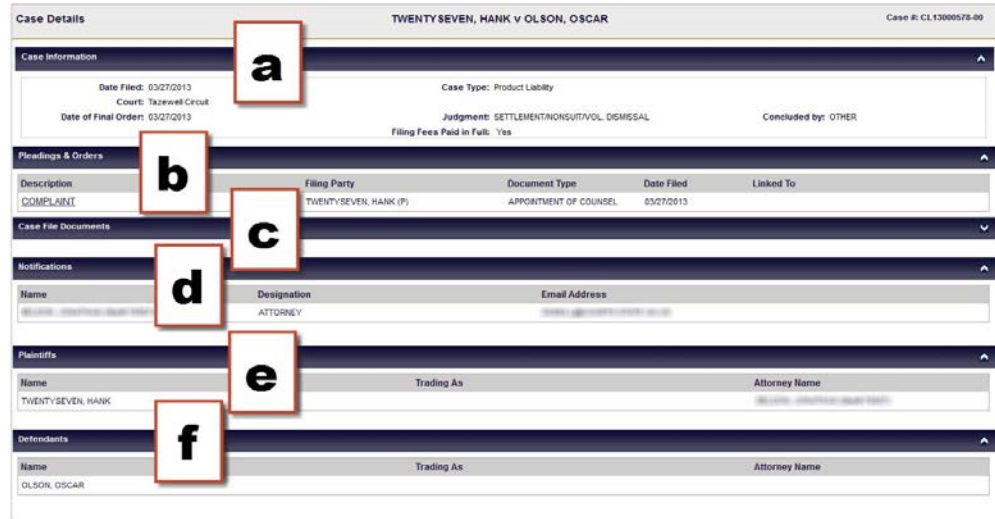 Case Details TWENTYSEVEN, HANK v OLSON, OSCAR Case #: CL13000578-00
a
Case Information
Date Filed: 03/27/2013 Case Type: Product Liability
Court: Tazewell Circuit
Date of Final Order: 03/27/2013 Judgment: SETTLEMENT/NONSUIT/VOL. DISMISSAL Concluded by: OTHER
Filing Fees Paid in Full: Yes
b
Pleadings & Orders
Description Filing Party Document Type Date Filed Linked To
COMPLAINT TWENTYSEVEN, HANK (P) APPOINTMENT OF COUNSEL 03/27/2013
c
Case File Documents
d
Notifications
Name Designation Email Address
ATTORNEY
e
Plaintiffs
Name Trading As Attorney Name
TWENTYSEVEN, HANK
f
Defendants
Name Trading As Attorney Name
OLSON, OSCAR